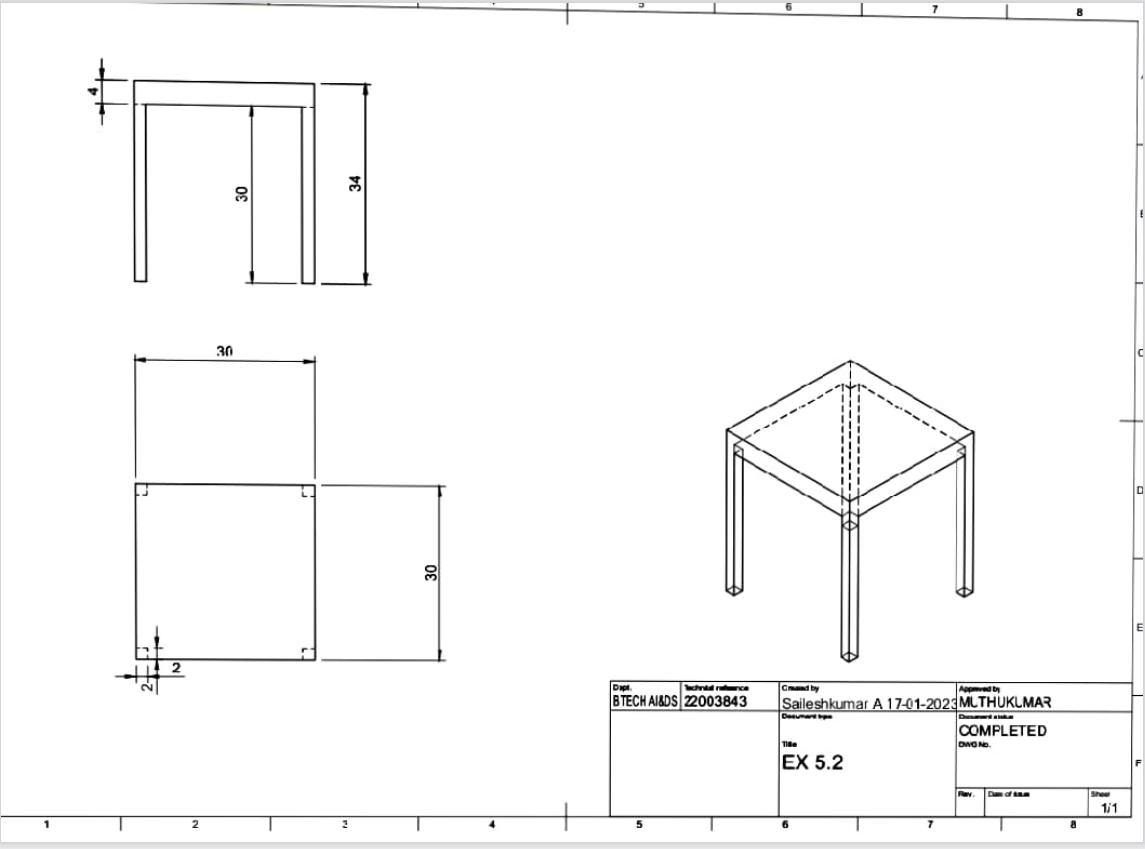 5 6 7 8
4
30
34
30
30
2
2
Dept.
Technical reference
Created by
Approved by
B TECH AI&DS
22003843
Saileshkumar A 17-01-2023
MUTHUKUMAR
Document type
Document status
COMPLETED
Title
DWG No.
EX 5.2
Rev.
Date of issue
Sheet
1/1
C
D
E
F
1 2 3 4 5 6 7 8